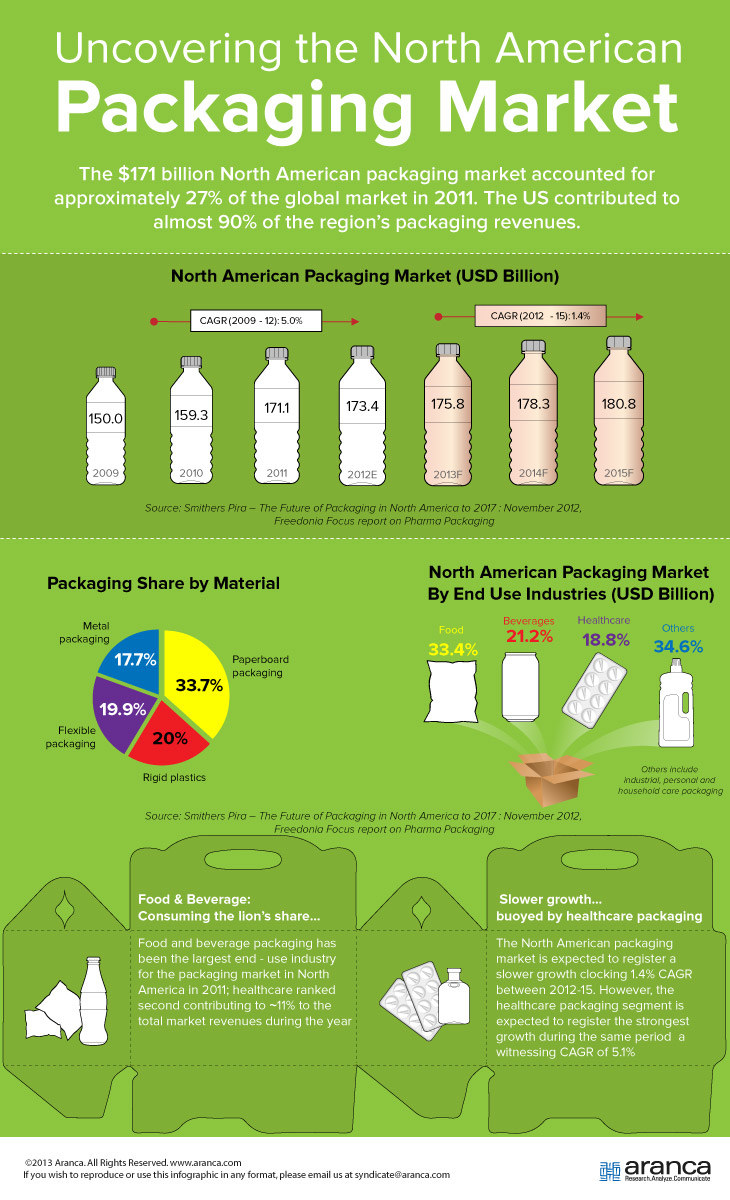 Uncovering the North American
Packaging Market
The $171 billion North American packaging market accounted for
approximately 27% of the global market in 2011. The US contributed to
almost 90% of the region's packaging revenues.
North American Packaging Market (USD Billion)
CAGR (2009 - 12): 5.0%
CAGR (2012 - 15): 1.4%
150.0
159.3
171.1
173.4
175.8
178.3
180.8
2009
2010
2011
2012E
2013F
2014F
2015F
Source: Smithers Pira – The Future of Packaging in North America to 2017 : November 2012,
Freedonia Focus report on Pharma Packaging
Packaging Share by Material
Metal
packaging
17.7%
Paperboard
packaging
33.7%
19.9%
Flexible
packaging
20%
Rigid plastics
North American Packaging Market
By End Use Industries (USD Billion)
Food
33.4%
Beverages
21.2%
Healthcare
18.8%
Others
34.6%
Others include
industrial, personal and
household care packaging
Source: Smithers Pira – The Future of Packaging in North America to 2017 : November 2012,
Freedonia Focus report on Pharma Packaging
Food & Beverage:
Consuming the lion's share...
Food and beverage packaging has
been the largest end - use industry
for the packaging market in North
America in 2011; healthcare ranked
second contributing to ~11% to the
total market revenues during the year
Slower growth...
buoyed by healthcare packaging
The North American packaging
market is expected to register a
slower growth clocking 1.4% CAGR
between 2012-15. However, the
healthcare packaging segment is
expected to register the strongest
growth during the same period a
witnessing CAGR of 5.1%
©2013 Aranca. All Rights Reserved. www.aranca.com
If you wish to reproduce or use this infographic in any format, please email us at syndicate@aranca.com
aranca
Research.Analyze.Communicate